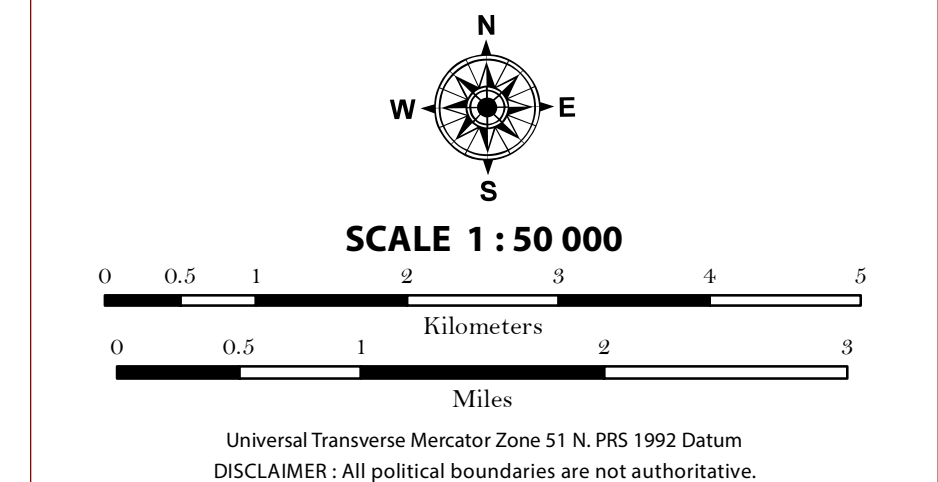 N
W E
S
SCALE 1 : 50 000
0 0.5 1 2 3 4 5
Kilometers
0 0.5 1 2 3
Miles
Universal Transverse Mercator Zone 51 N. PRS 1992 Datum
DISCLAIMER : All political boundaries are not authoritative.